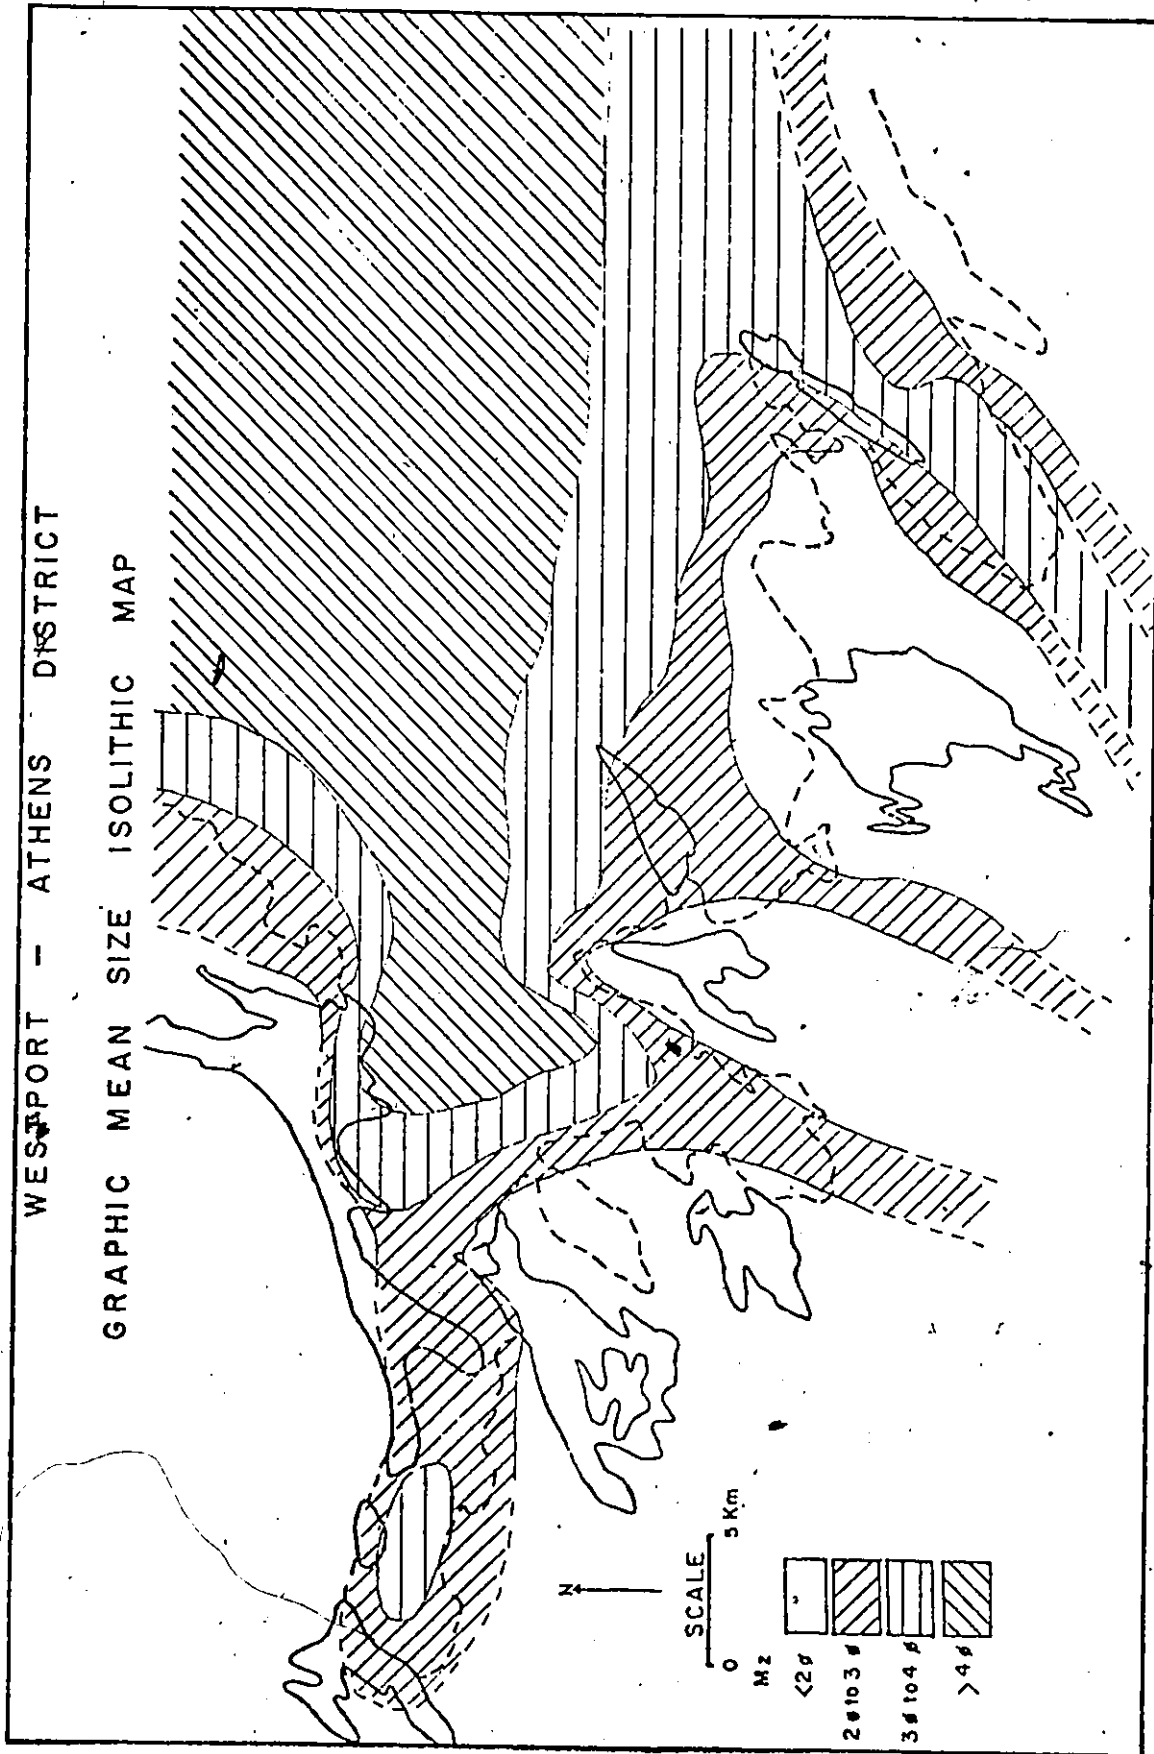 WESTPORT - ATHENS DISTRICT
GRAPHIC MEAN SIZE ISOLITHIC MAP
N
SCALE
0 5 Km
Mz
<2ø
2ø to 3ø
3ø to 4ø
>4ø